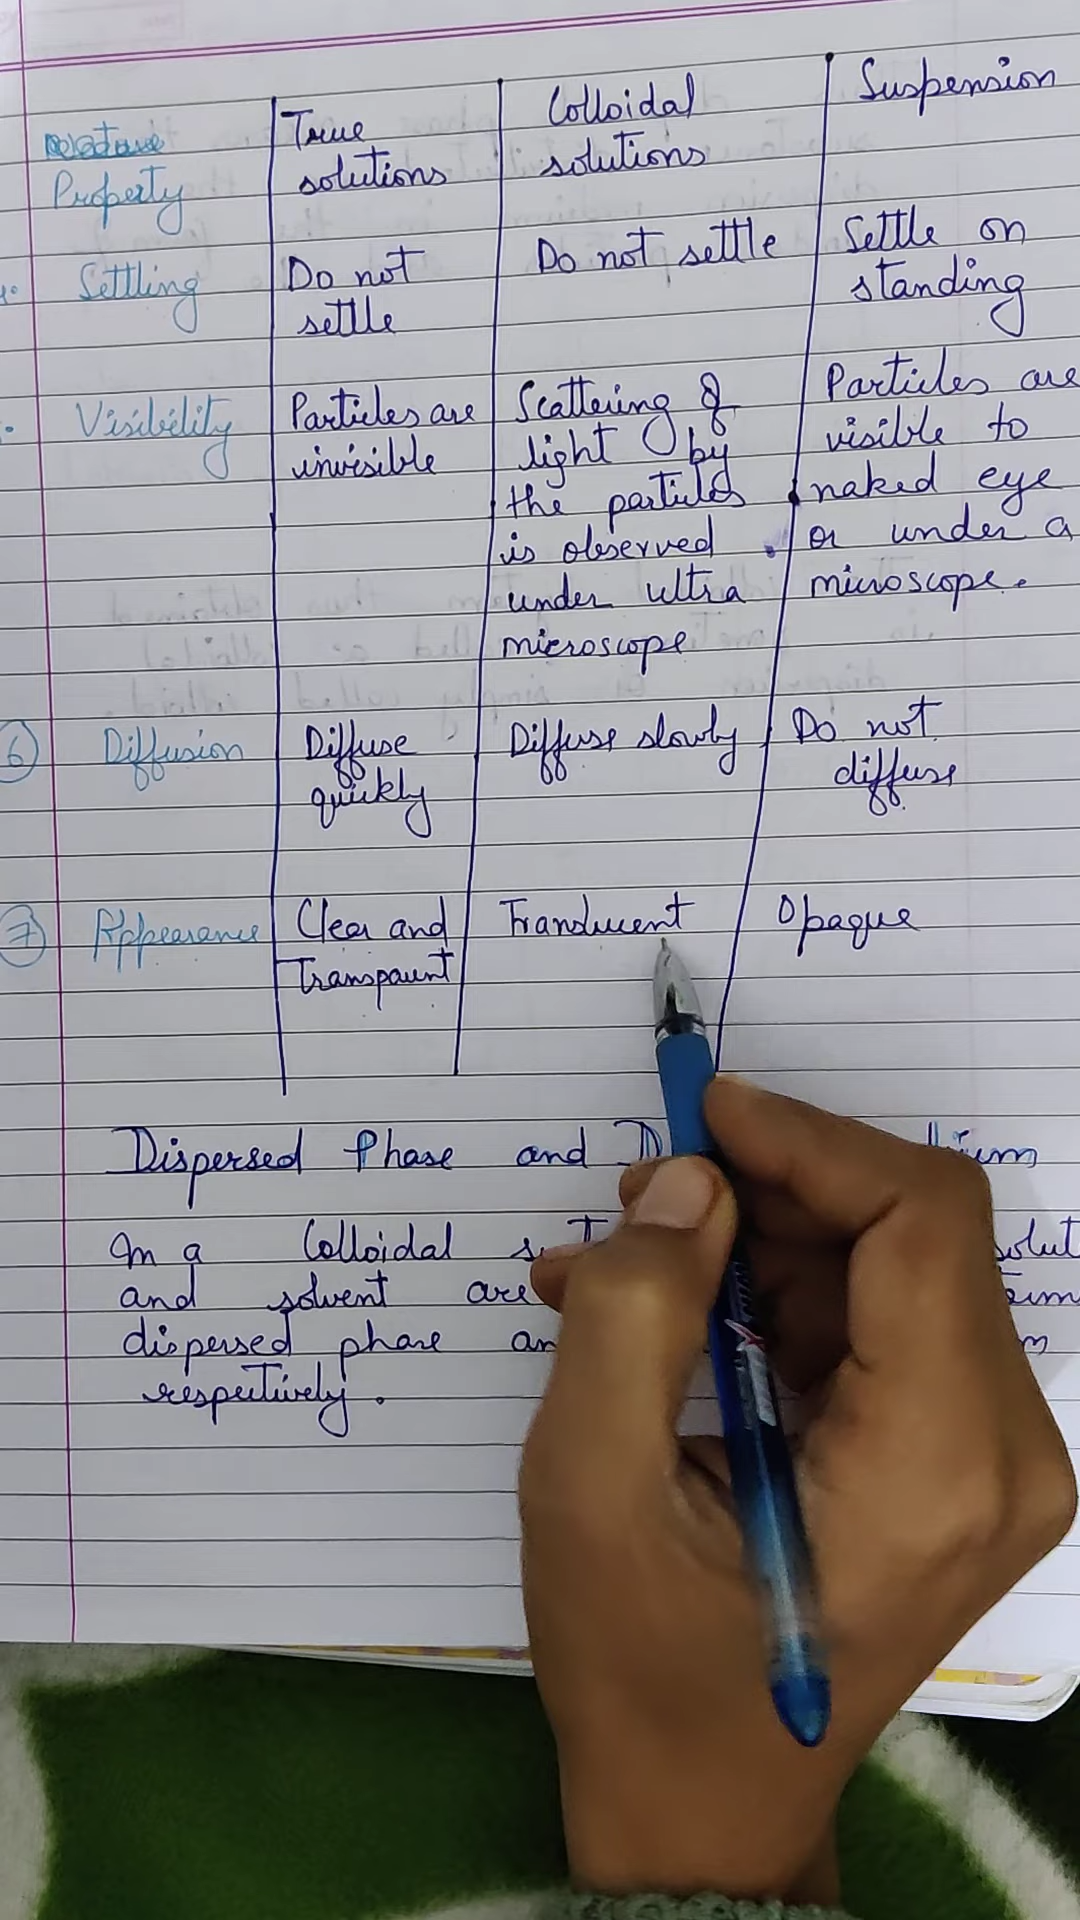 Property
True solutions
Colloidal solutions
Suspension
Settling
Do not settle
Do not settle
Settle on standing
Visibility
Particles are invisible
Scattering of light by the particles is observed under ultra microscope
Particles are visible to naked eye or under a microscope.
6 Diffusion
Diffuse quickly
Diffuse slowly
Do not diffuse
7 Appearance
Clear and
Transparent
Translucent
Opaque
Dispersed Phase and
In a Colloidal
and solvent are
dispersed phase
respectively.